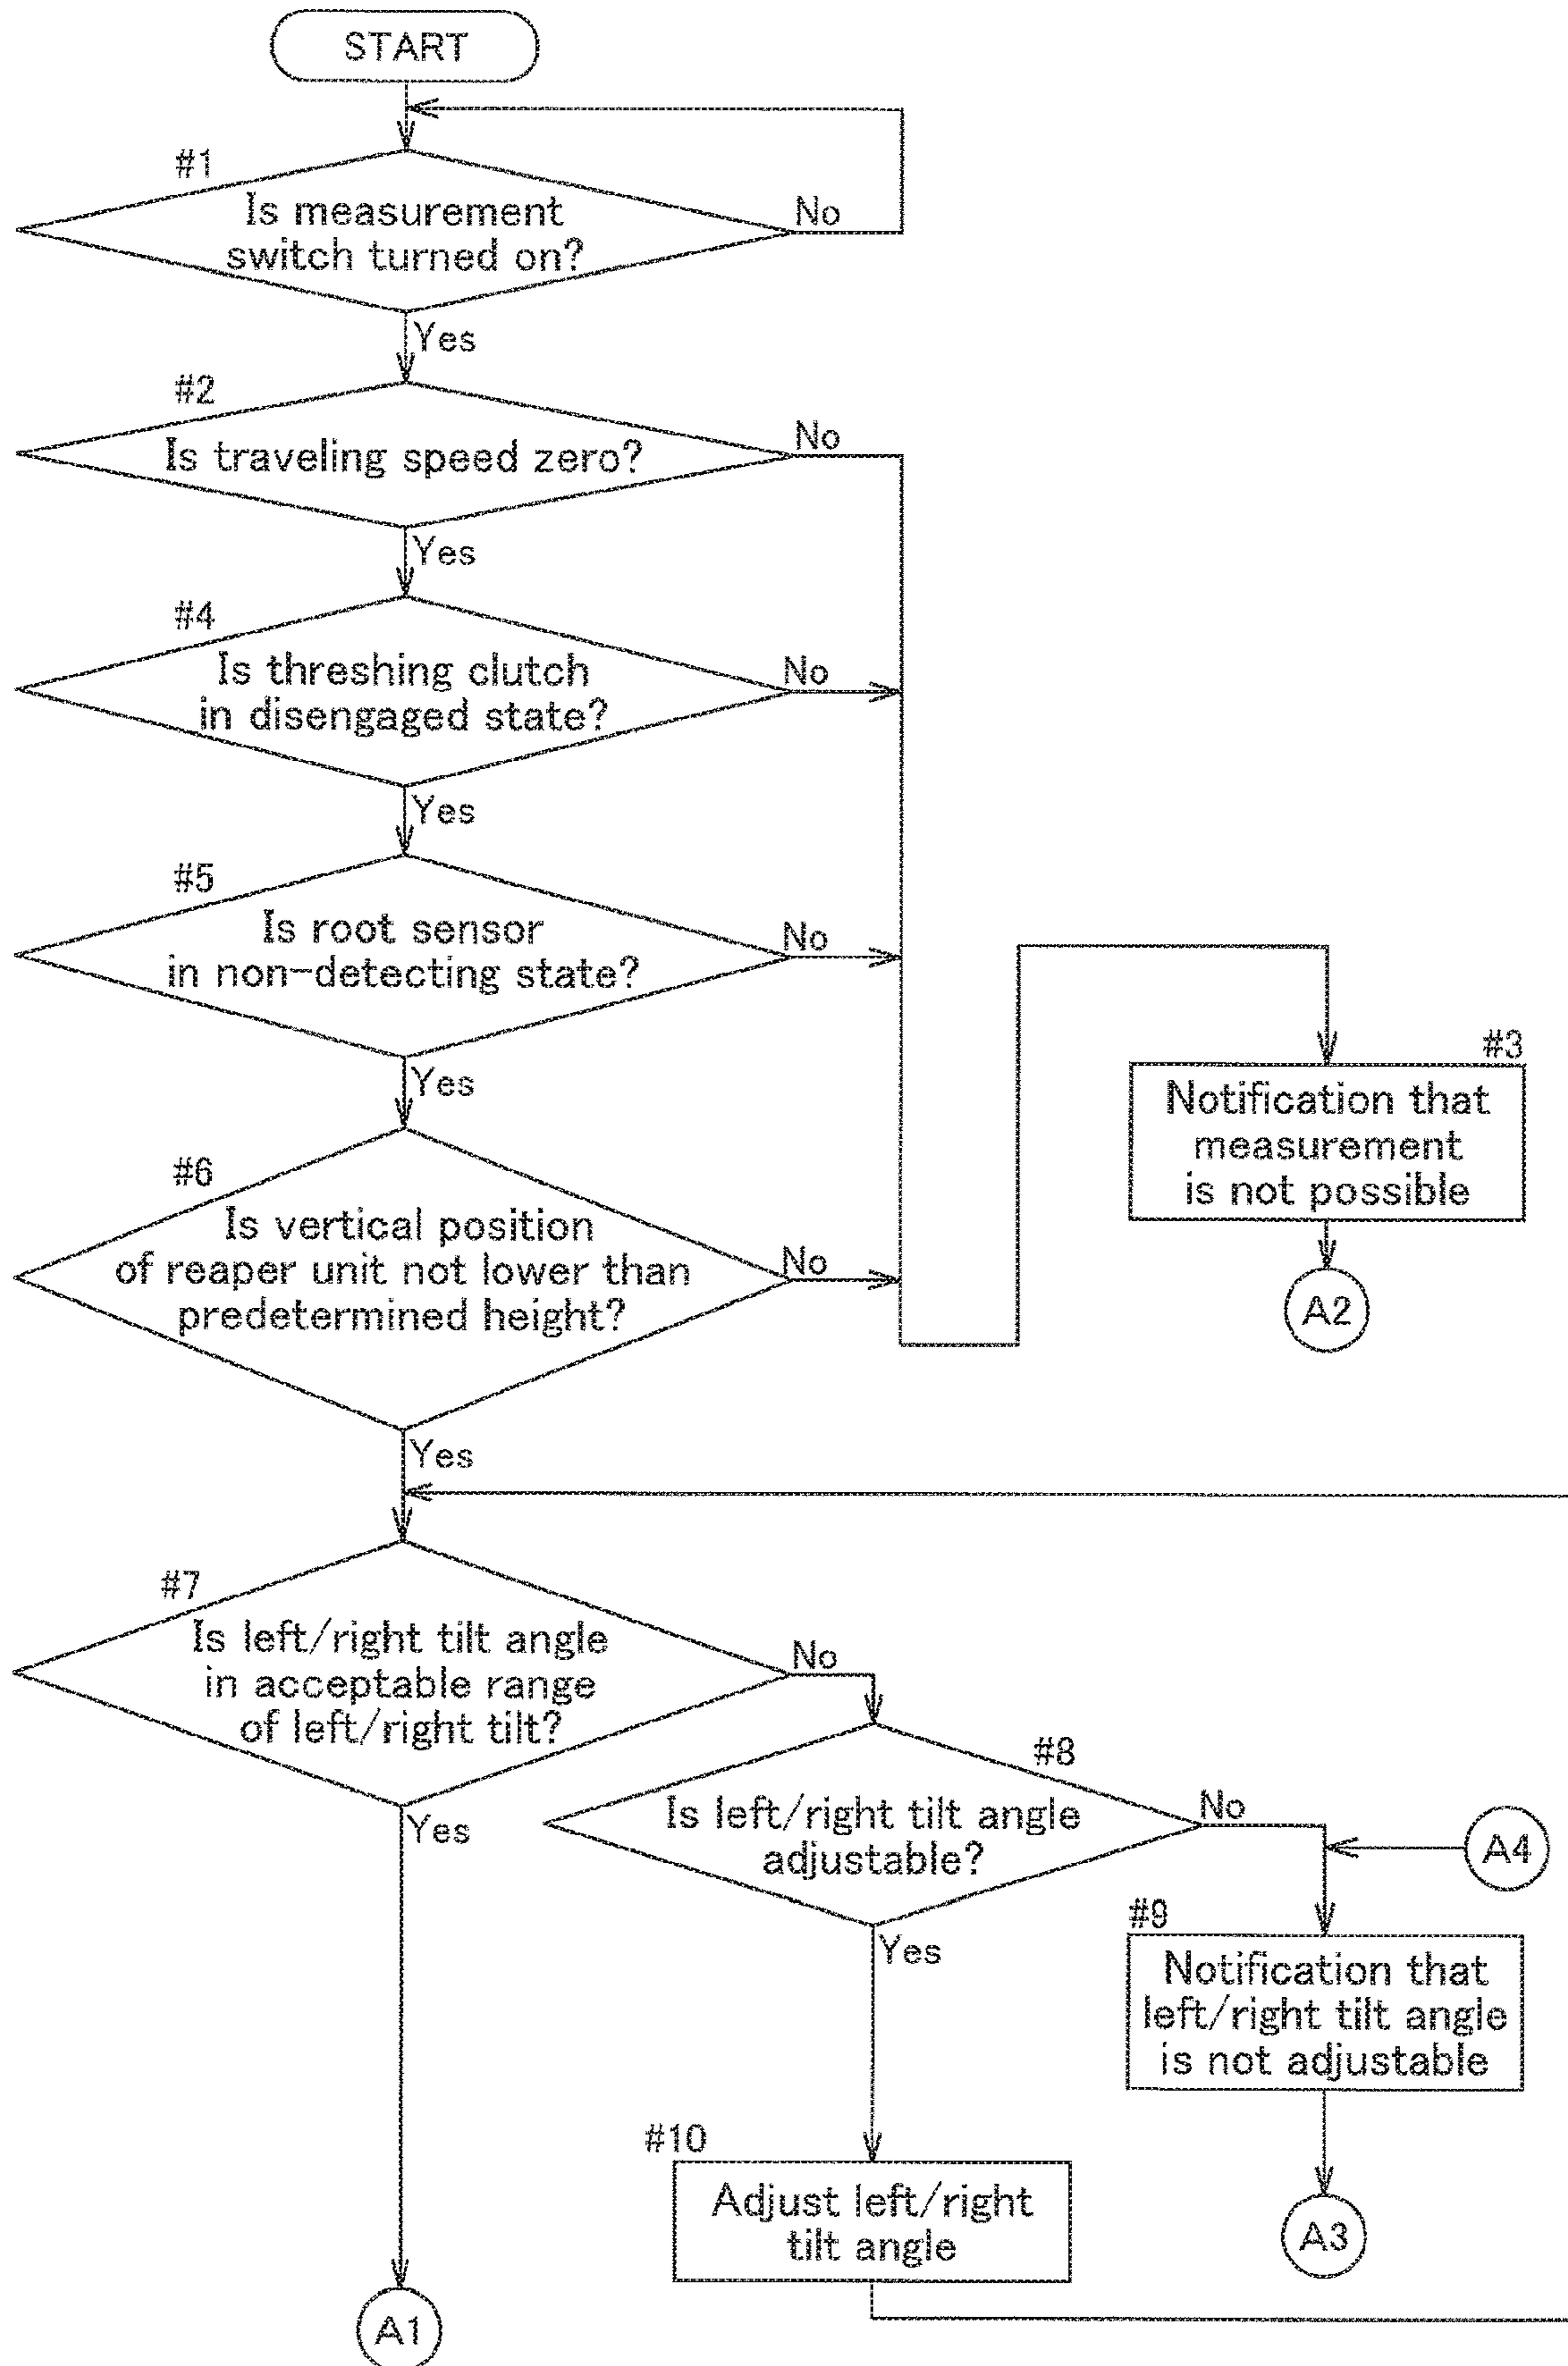 START
#1
Is measurement
switch turned on?
No
Yes
#2
Is traveling speed zero?
No
Yes
#4
Is threshing clutch
in disengaged state?
No
Yes
#5
Is root sensor
in non-detecting state?
No
Yes
#3
Notification that
measurement
is not possible
A2
#6
Is vertical position
of reaper unit not lower than
predetermined height?
No
Yes
#7
Is left/right tilt angle
in acceptable range
of left/right tilt?
No
Yes
#8
Is left/right tilt angle
adjustable?
No
Yes
A4
#9
Notification that
left/right tilt angle
is not adjustable
A3
#10
Adjust left/right
tilt angle
A1